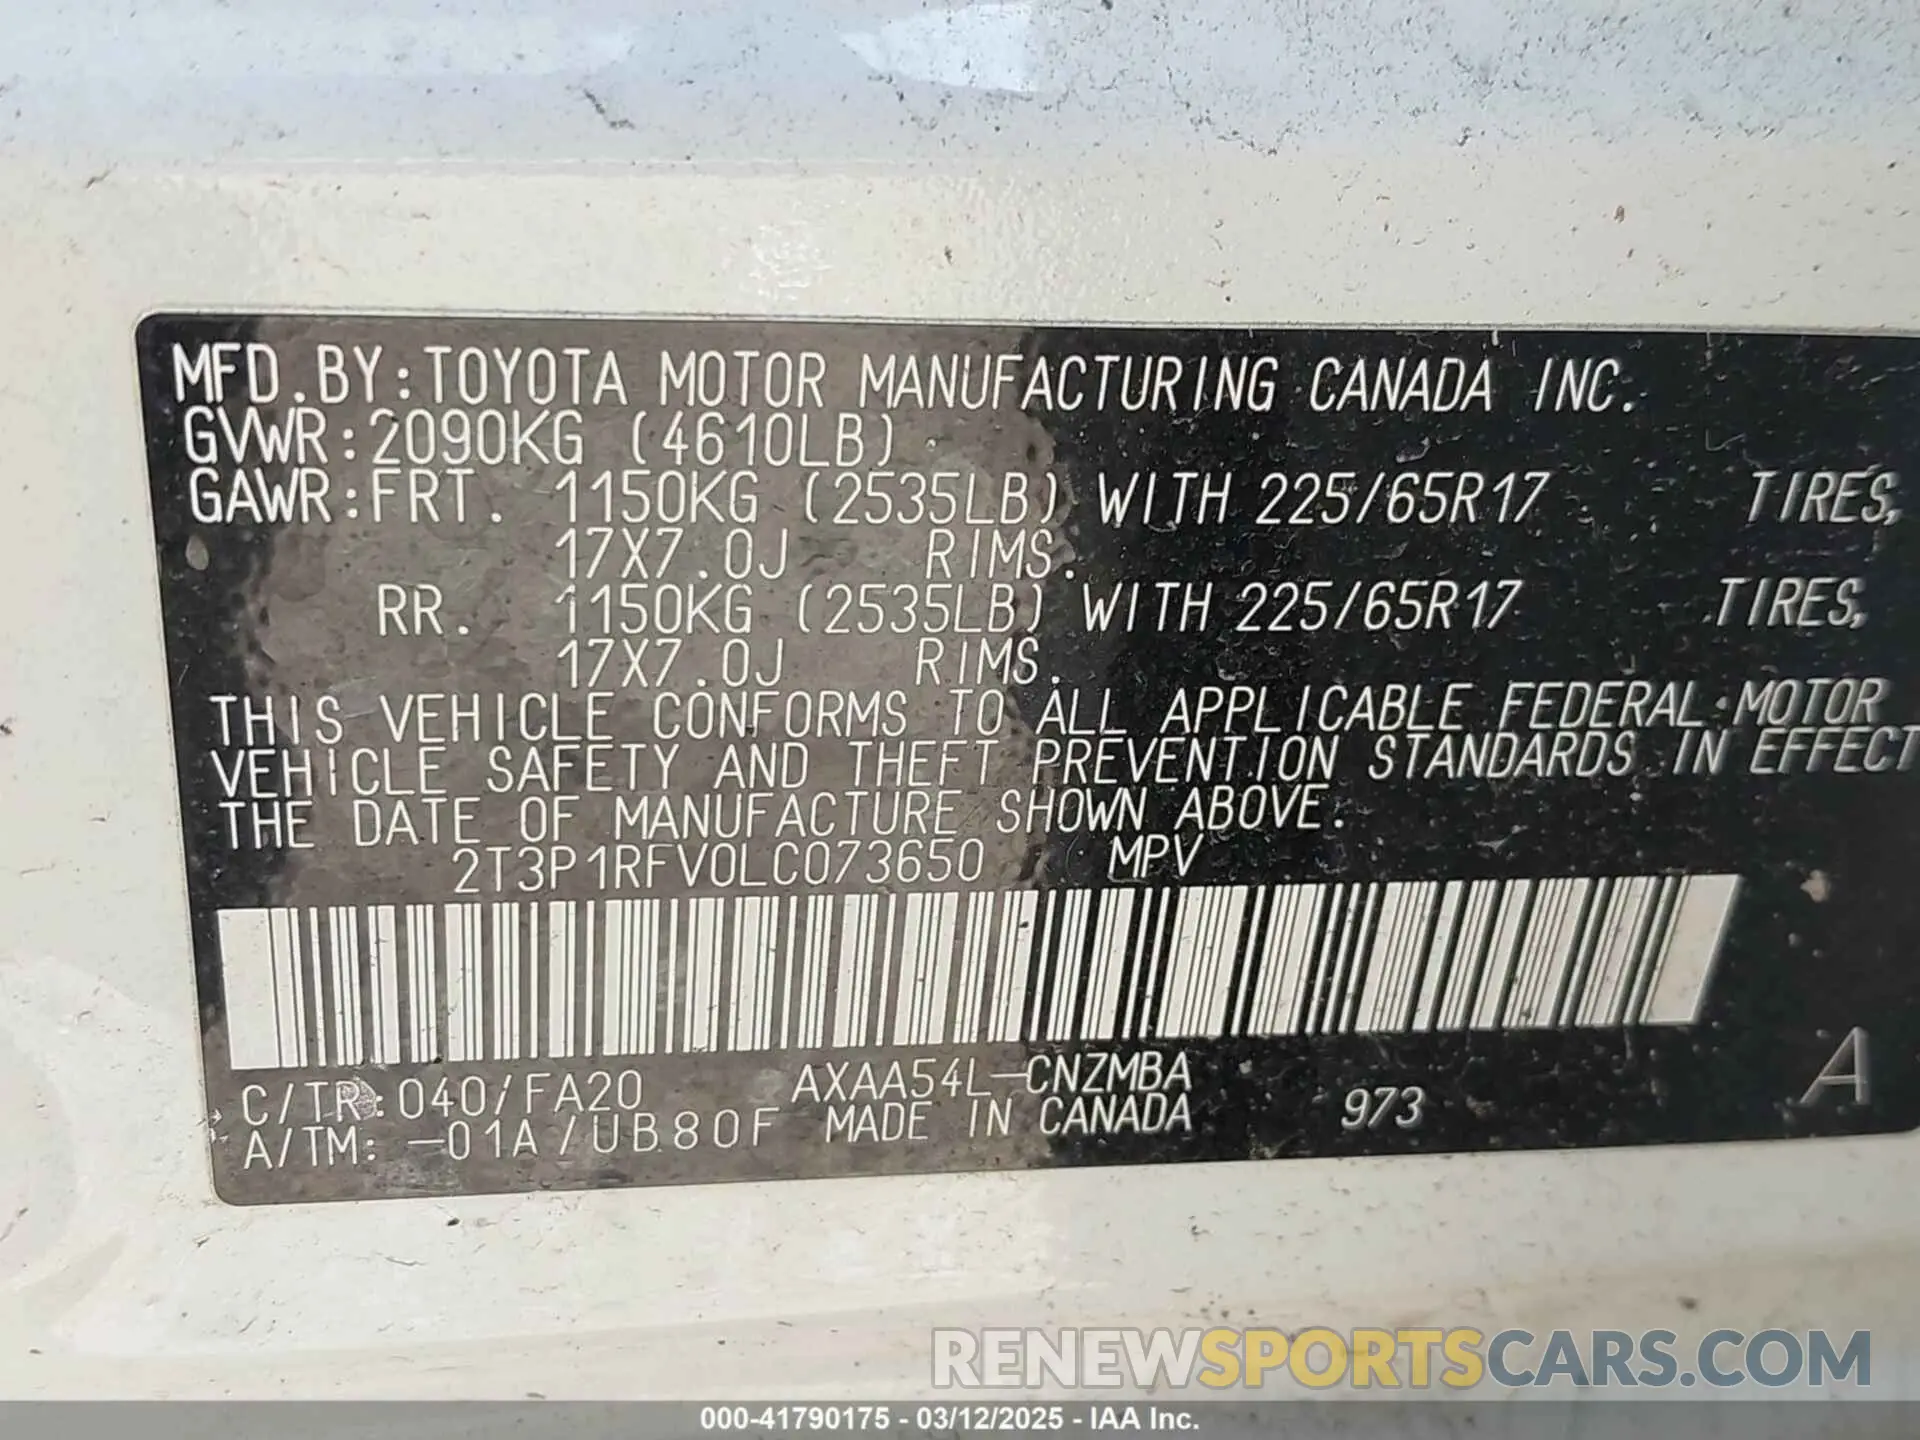 MFD.BY:TOYOTA MOTOR MANUFACTURING CANADA INC.
GVWR:2090KG (4610LB)
GAWR:FRT. 1150KG (2535LB) WITH 225/65R17 TIRES,
17X7.0J RIMS.
RR. 1150KG (2535LB) WITH 225/65R17 TIRES,
17X7.0J RIMS.
THIS VEHICLE CONFORMS TO ALL APPLICABLE FEDERAL MOTOR
VEHICLE SAFETY AND THEFT PREVENTION STANDARDS IN EFFECT
THE DATE OF MANUFACTURE SHOWN ABOVE.
2T3P1RFV0LC073650 MPV
C/TR:040/FA20 AXAA54L-CNZMBA
A/TM: -01A/UB80F MADE IN CANADA 973 A
RENEWSPORTSCARS.COM
000-41790175 - 03/12/2025 - IAA Inc.